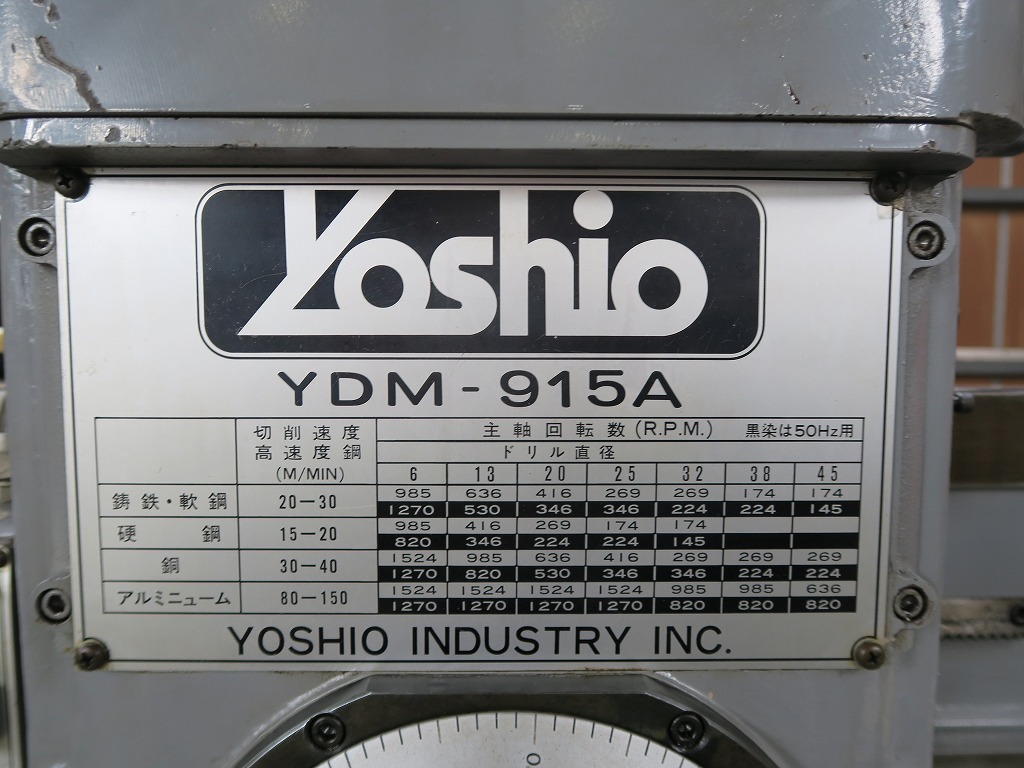 Yoshio
YDM-915A
切削速度 主軸回転数(R.P.M.) 黒染は50Hz用
高速度鋼 ドリル直径
(M/MIN) 6 13 20 25 32 38 45
鋳鉄・軟鋼 20-30 985 636 416 269 269 174 174
1270 530 346 346 224 224 145
硬鋼 15-20 985 416 269 174 174
820 346 224 224 145
銅 30-40 1524 985 636 416 269 269 269
1270 820 530 346 346 224 224
アルミニューム 80-150 1524 1524 1524 1524 985 985 636
1270 1270 1270 1270 820 820 820
YOSHIO INDUSTRY INC.
0